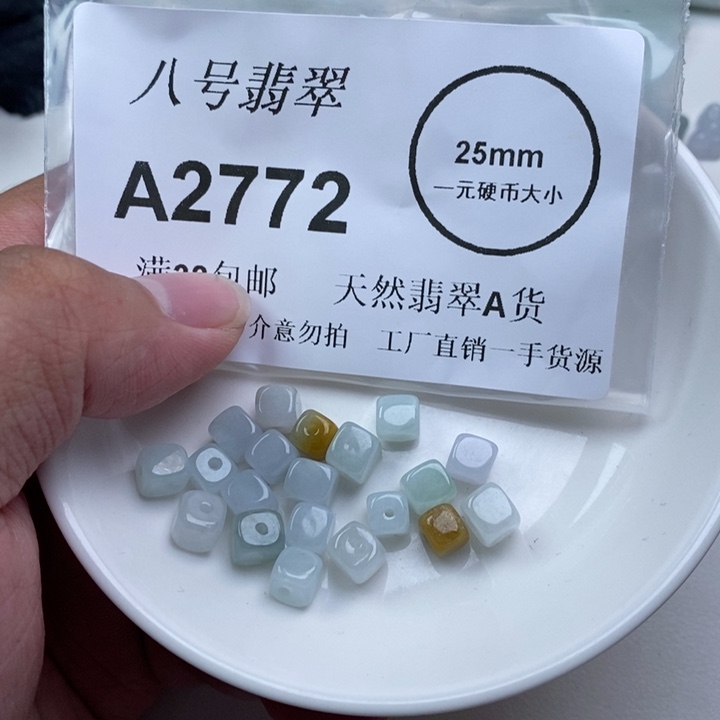 八号翡翠
25mm
一元硬币大小
A2772
包邮 天然翡翠A货
介意勿拍 工厂直销一手货源